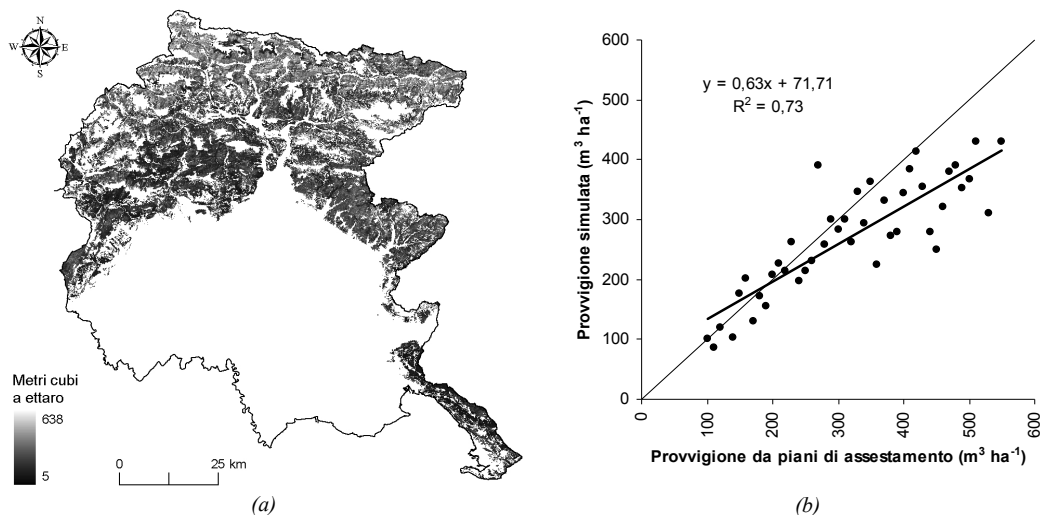 N
W E
S
Metri cubi
a ettaro
638
5
0 25 km
(a)
600
500
400
300
200
100
0
y = 0,63x + 71,71
R² = 0,73
Provvigione simulata (m³ ha⁻¹)
0 100 200 300 400 500 600
Provvigione da piani di assestamento (m³ ha⁻¹)
(b)